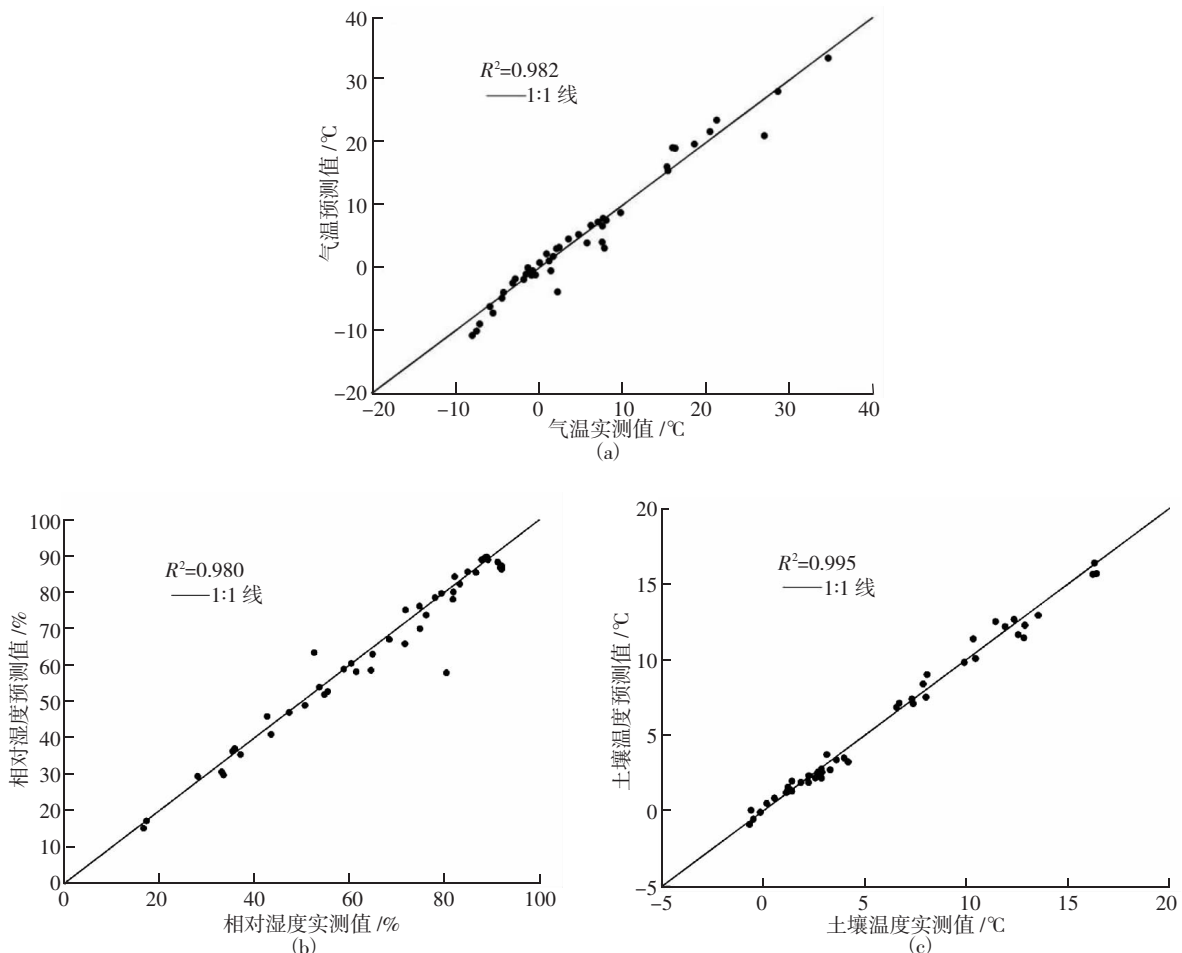 40
30
20
10
0
-10
-20
气温预测值 /℃
R²=0.982
1:1 线
-20 -10 0 10 20 30 40
气温实测值 /℃
(a)
100
90
80
70
60
50
40
30
20
10
0
相对湿度预测值 /%
R²=0.980
1:1 线
0 20 40 60 80 100
相对湿度实测值 /%
(b)
20
15
10
5
0
-5
土壤温度预测值 /℃
R²=0.995
1:1 线
-5 0 5 10 15 20
土壤温度实测值 /℃
(c)